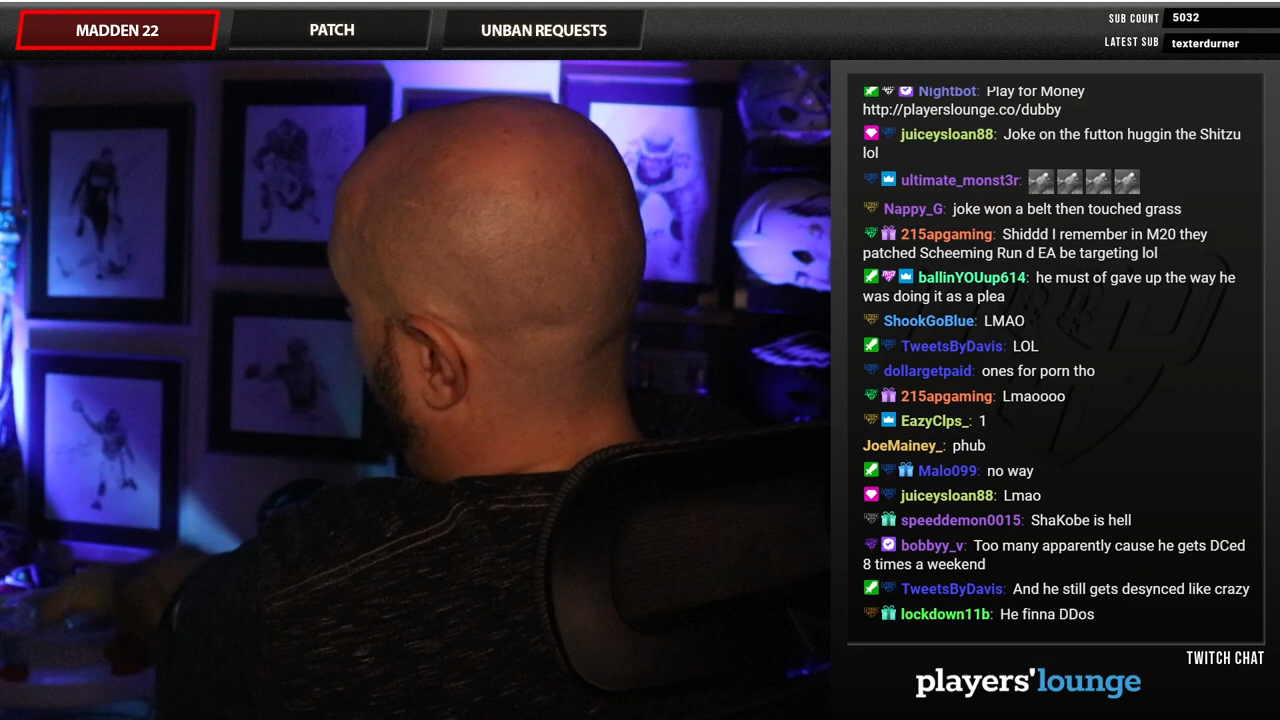 MADDEN 22
PATCH
UNBAN REQUESTS
SUB COUNT 5032
LATEST SUB texterdurner
Nightbot: Play for Money
http://playerslounge.co/dubby
juiceysloan88: Joke on the futton huggin the Shitzu
lol
ultimate_monst3r:
Nappy_G: joke won a belt then touched grass
215apgaming: Shiddd I remember in M20 they
patched Scheeming Run d EA be targeting lol
ballinYOUup614: he must of gave up the way he
was doing it as a plea
ShookGoBlue: LMAO
TweetsByDavis: LOL
dollargetpaid: ones for porn tho
215apgaming: Lmaoooo
EazyClps_: 1
JoeMainey_: phub
Malo099: no way
juiceysloan88: Lmao
speeddemon0015: ShaKobe is hell
bobbyy_v: Too many apparently cause he gets DCed
8 times a weekend
TweetsByDavis: And he still gets desynced like crazy
lockdown11b: He finna DDos
TWITCH CHAT
players'lounge